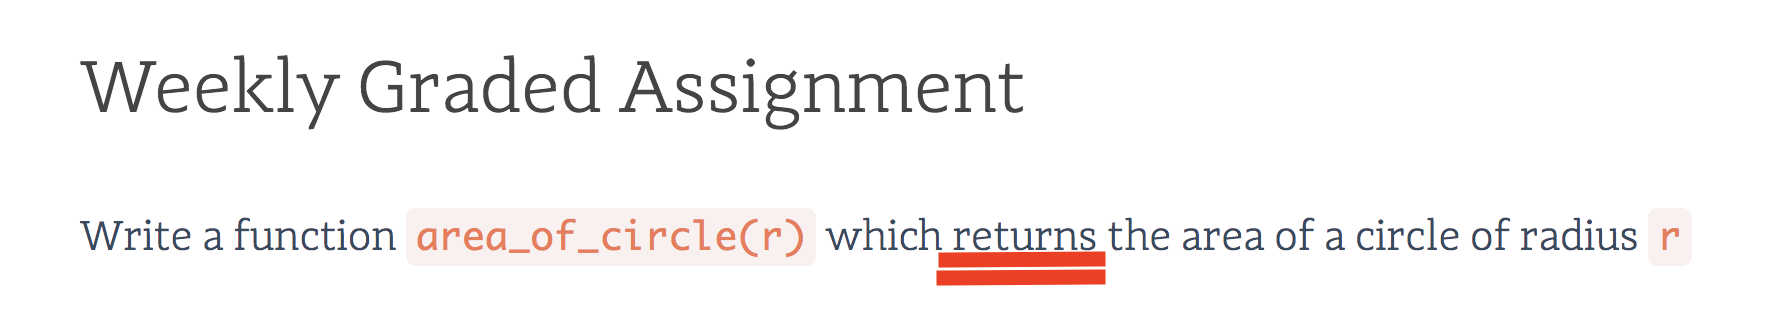 Weekly Graded Assignment
Write a function area_of_circle(r) which returns the area of a circle of radius r